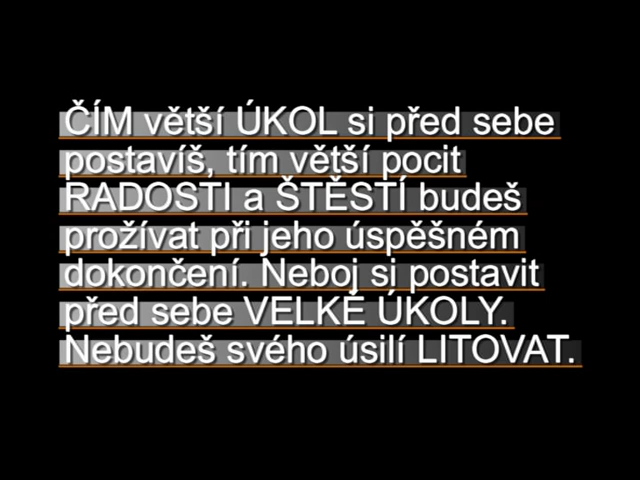 ČÍM větší ÚKOL si před sebe
postavíš, tím větší pocit
RADOSTI a ŠTĚSTÍ budeš
prožívat při jeho úspěšném
dokončení. Neboj si postavit
před sebe VELKÉ ÚKOLY.
Nebudeš svého úsilí LITOVAT.